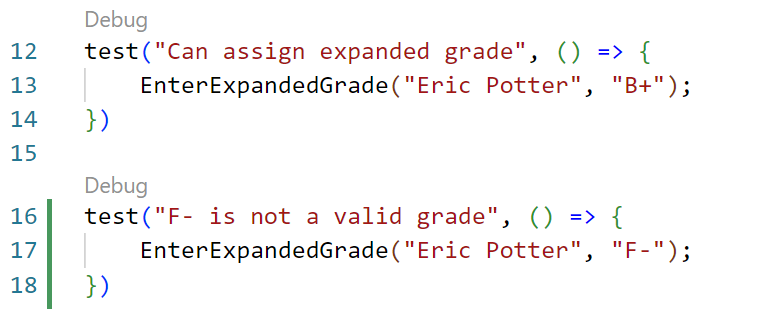 Debug
12 test("Can assign expanded grade", () => {
13 EnterExpandedGrade("Eric Potter", "B+");
14 })
15
Debug
16 test("F- is not a valid grade", () => {
17 EnterExpandedGrade("Eric Potter", "F-");
18 })